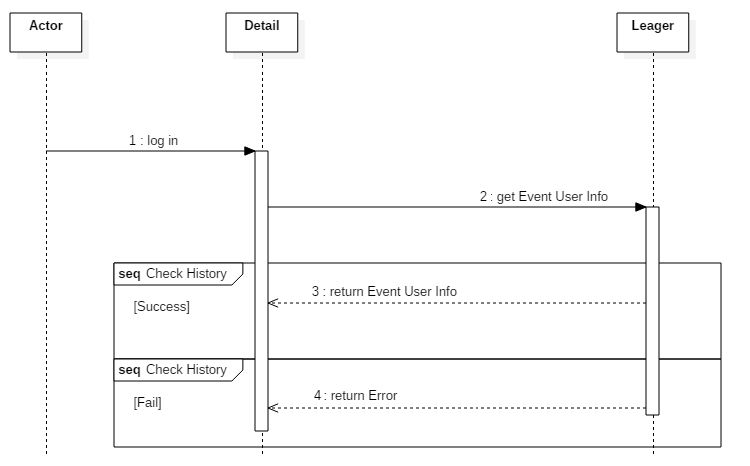 Actor
Detail
Leager
1 : log in
2 : get Event User Info
seq Check History
3 : return Event User Info
[Success]
seq Check History
4 : return Error
[Fail]